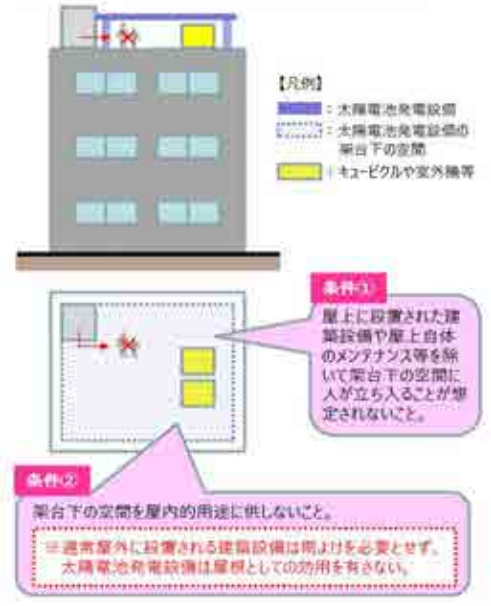 【凡例】
：太陽電池発電設備
：太陽電池発電設備の
架台下の空間
：キュービクルや室外機等
条件①
屋上に設置された建
築設備や屋上自体
のメンテナンス等を除
いて架台下の空間に
人が立ち入ることが想
定されないこと。
条件②
架台下の空間を屋内的用途に供しないこと。
※通常屋外に設置される建築設備は雨よけを必要とせず、
太陽電池発電設備は屋根としての効用を有さない。